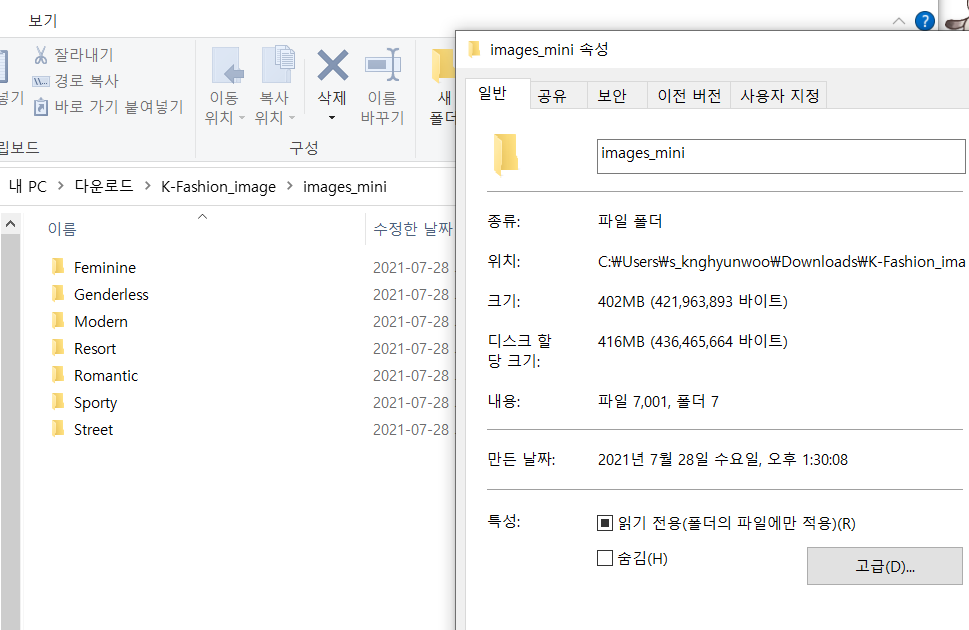 보기
잘라내기
경로 복사
바로 가기 붙여넣기
이동
위치
복사
위치
삭제
이름
바꾸기
새
구성
내 PC > 다운로드 > K-Fashion_image > images_mini
이름
수정한 날짜
Feminine 2021-07-28
Genderless 2021-07-28
Modern 2021-07-28
Resort 2021-07-28
Romantic 2021-07-28
Sporty 2021-07-28
Street 2021-07-28
?
images_mini 속성
일반 공유 보안 이전 버전 사용자 지정
images_mini
종류: 파일 폴더
위치: C:₩Users₩s_knghyunwoo₩Downloads₩K-Fashion_ima
크기: 402MB (421,963,893 바이트)
디스크 할
당 크기: 416MB (436,465,664 바이트)
내용: 파일 7,001, 폴더 7
만든 날짜: 2021년 7월 28일 수요일, 오후 1:30:08
특성: 읽기 전용(폴더의 파일에만 적용)(R)
숨김(H)
고급(D)...